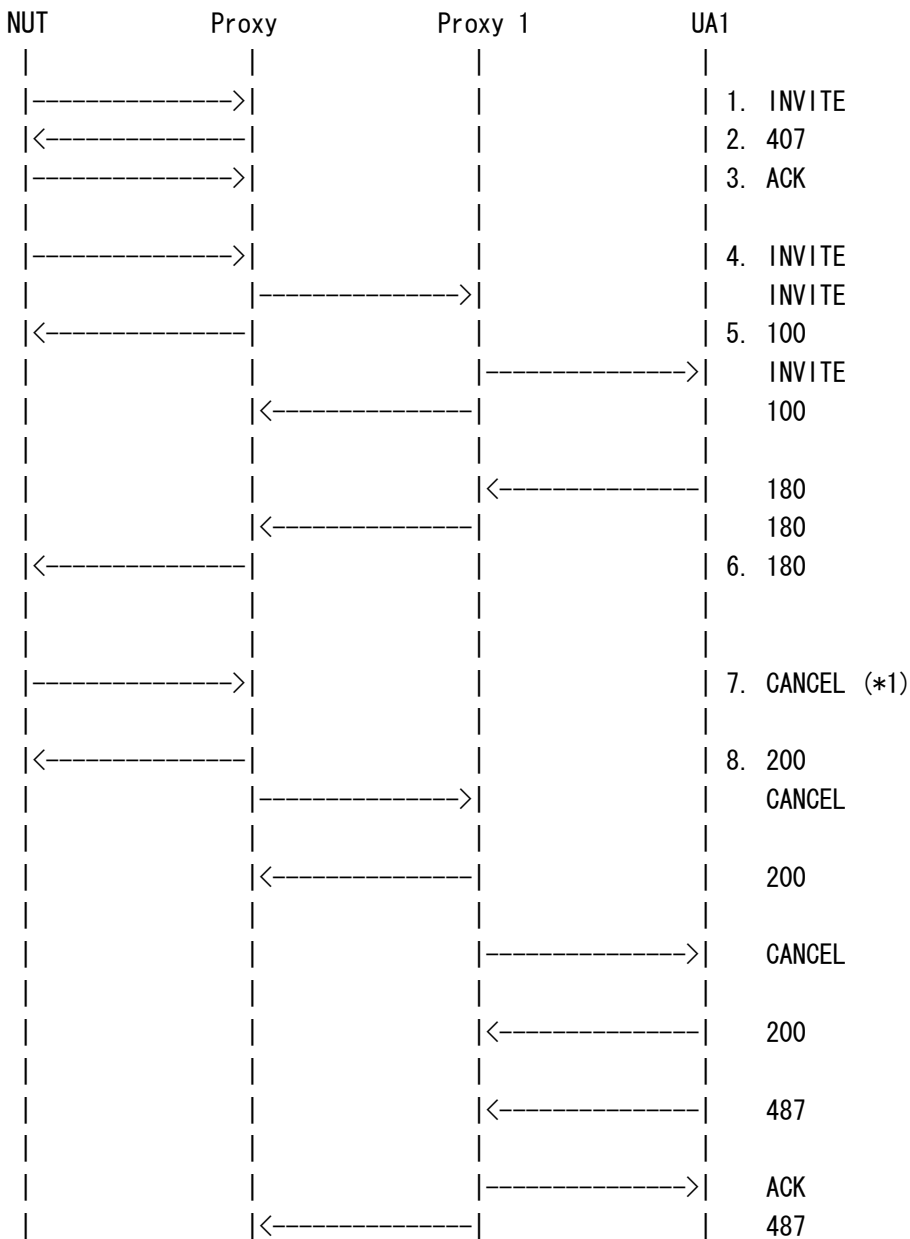 NUT Proxy Proxy 1 UA1
1. INVITE
2. 407
3. ACK
4. INVITE
INVITE
5. 100
INVITE
100
180
180
6. 180
7. CANCEL (*1)
8. 200
CANCEL
200
CANCEL
200
487
ACK
487